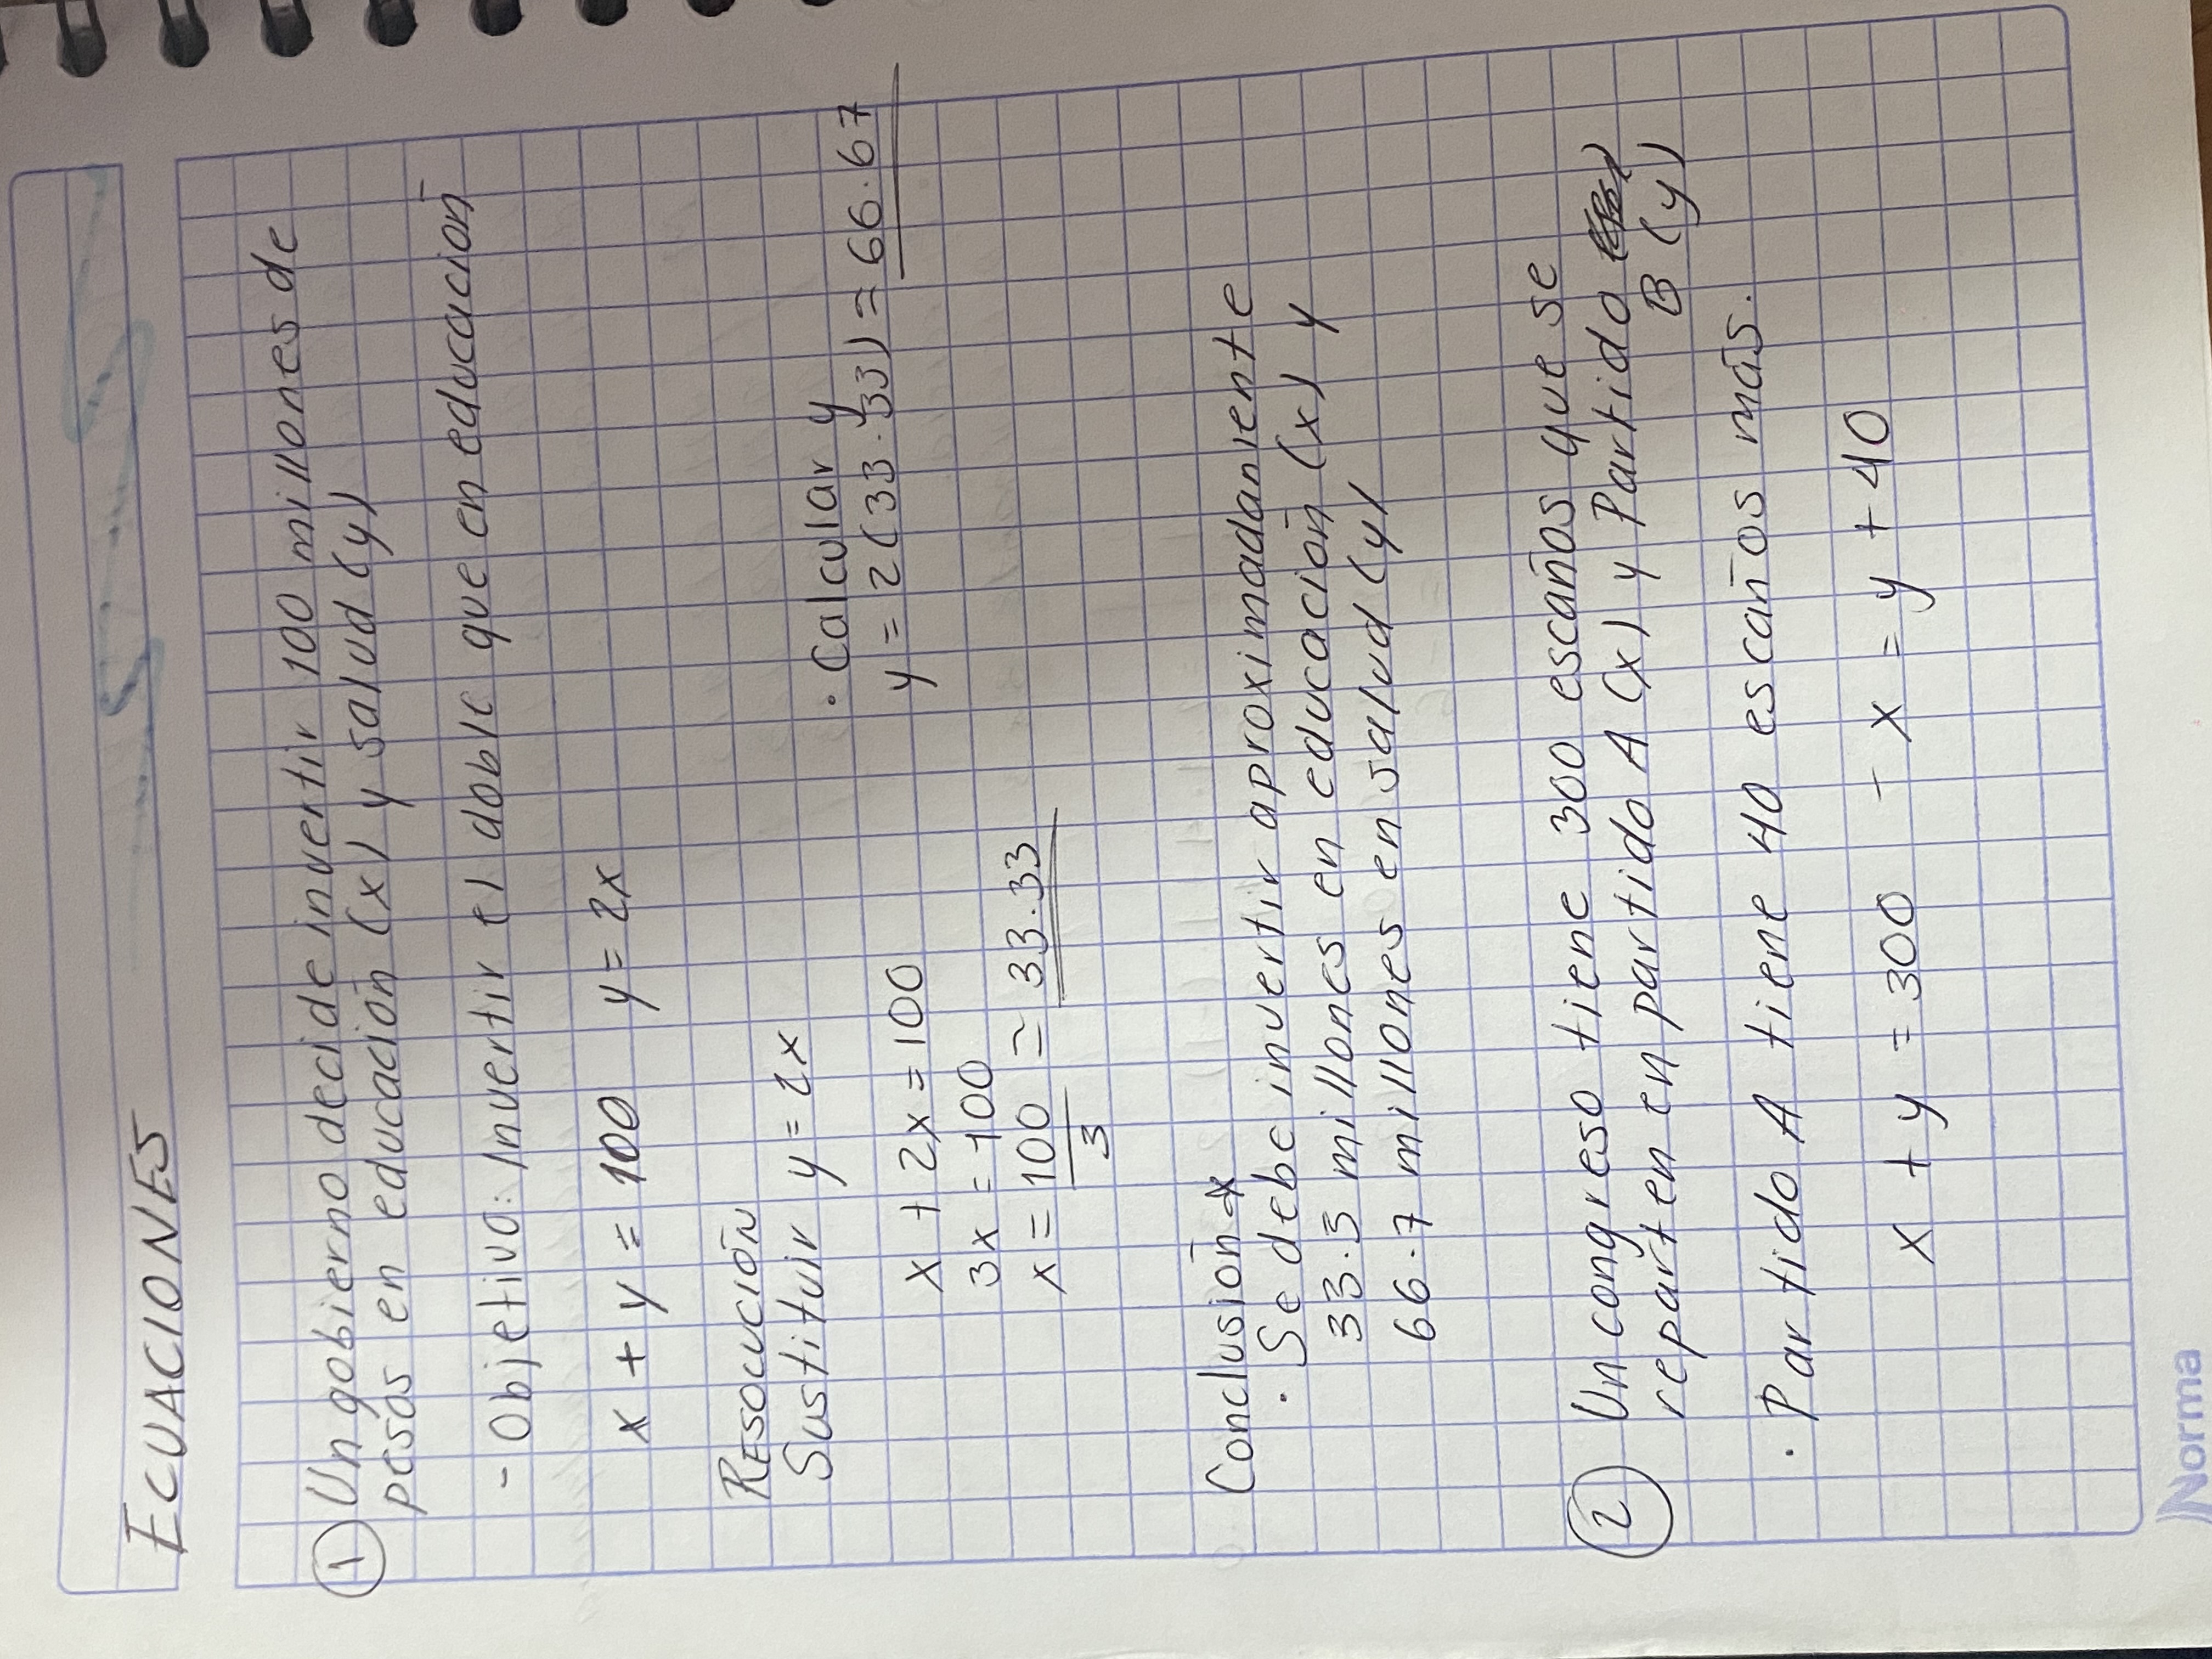 ECUACIONES
① Un gobierno decide invertir 100 millones de
pesos en educación (x) y salud (y)
- Objetivo: Invertir el doble que en educación
x + y = 100 y = 2x
RESOLUCIÓN
Sustituir y = 2x
x + 2x = 100
3x = 100
x = 100/3 = 33.33
• Calcular y
y = 2(33.33) = 66.67
Conclusión
• Se debe invertir aproximadamente
33.3 millones en educación (x) y
66.7 millones en salud (y)
② Un congreso tiene 300 escaños que se
reparten en partido A (x) y Partido
B (y)
• Partido A tiene 40 escaños más.
x + y = 300 - x = y + 40
Norma